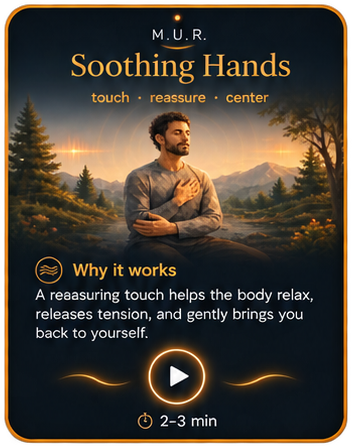 M.U.R.
Soothing Hands
touch · reassure · center
Why it works
A reaasuring touch helps the body relax,
releases tension, and gently brings you
back to yourself.
2–3 min